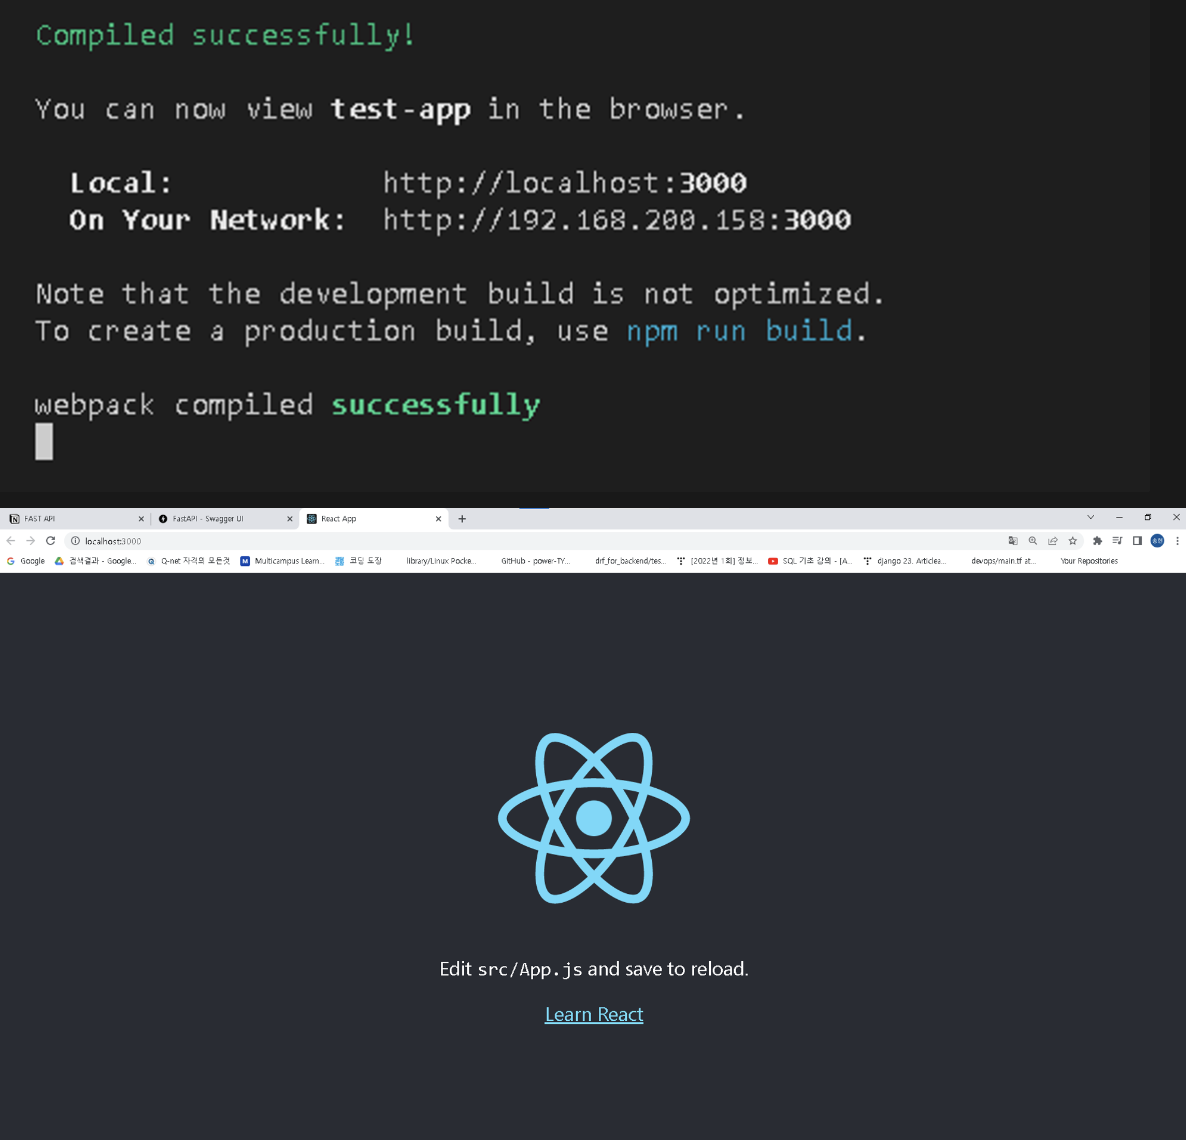 Compiled successfully!
You can now view test-app in the browser.
Local: http://localhost:3000
On Your Network: http://192.168.200.158:3000
Note that the development build is not optimized.
To create a production build, use npm run build.
webpack compiled successfully
FAST API
FastAPI - Swagger UI
React App
localhost:3000
Google
검색결과 - Google...
Q-net 자격의 모든것
Multicampus Learn...
코딩 도장
library/Linux Pocke...
GitHub - power-TY...
drf_for_backend/tes...
[2022년 1회] 정보...
SQL 기초 강의 - [A...
django 23. Articlea...
devops/main.tf at...
Your Repositories
Edit src/App.js and save to reload.
Learn React